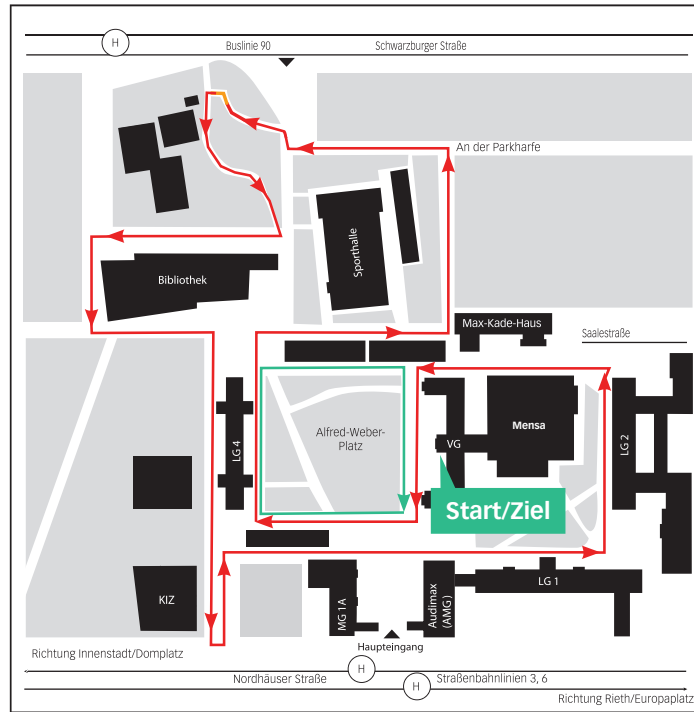 H
Buslinie 90
Schwarzburger Straße
An der Parkharfe
Sporthalle
Bibliothek
Max-Kade-Haus
Saalestraße
Alfred-Weber-
Platz
LG 4
VG
Mensa
LG 2
Start/Ziel
KIZ
MG 1A
Audimax
(AMG)
LG 1
Haupteingang
Richtung Innenstadt/Domplatz
H
Nordhäuser Straße
H
Straßenbahnlinien 3, 6
Richtung Rieth/Europaplatz